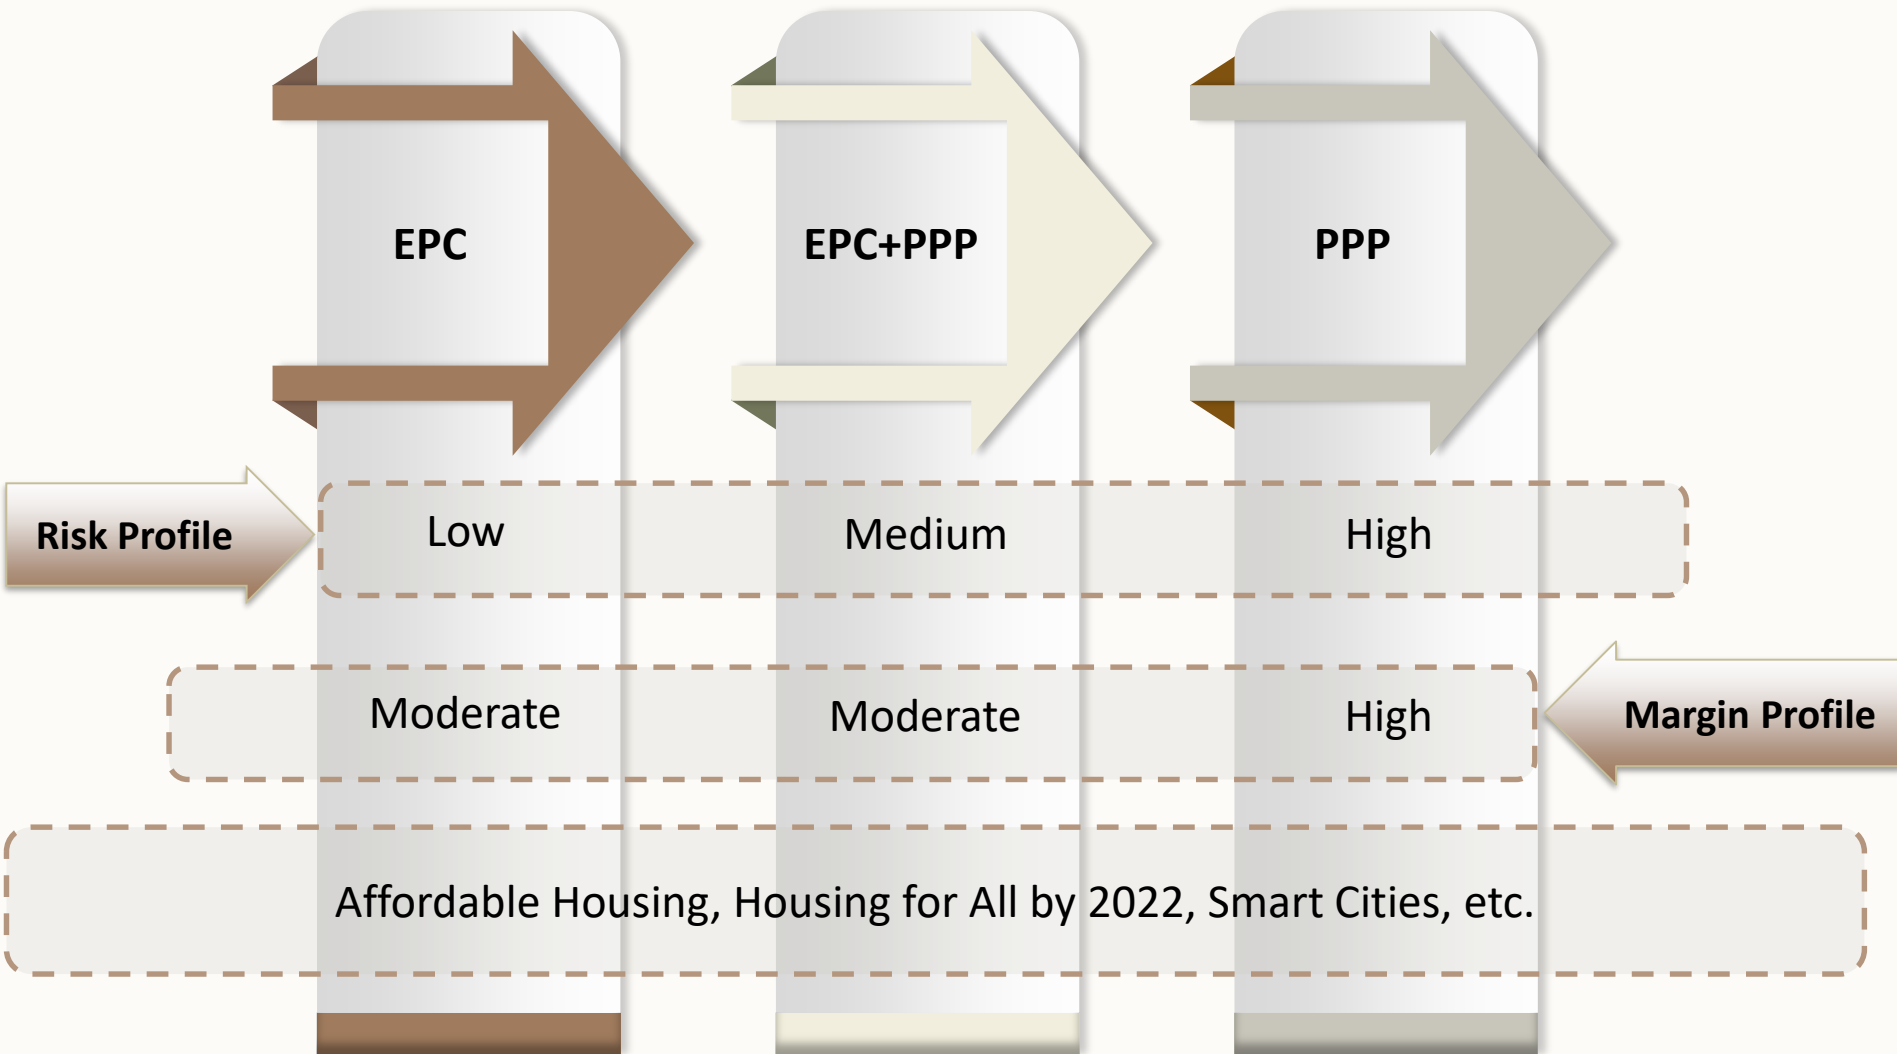 EPC
EPC+PPP
PPP
Risk Profile
Low
Medium
High
Moderate
Moderate
High
Margin Profile
Affordable Housing, Housing for All by 2022, Smart Cities, etc.